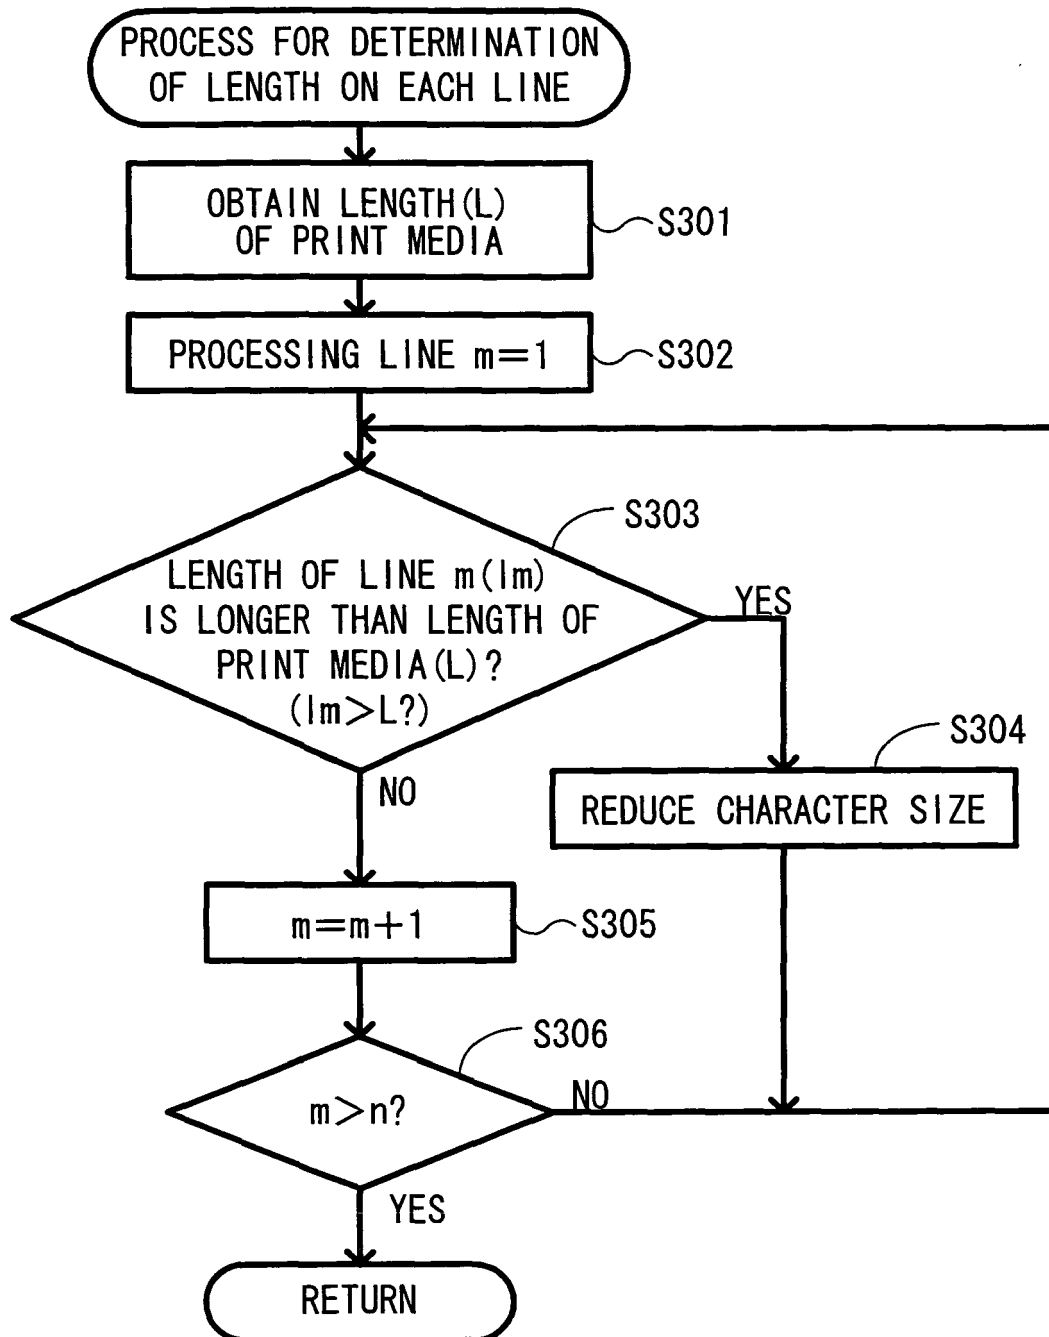 PROCESS FOR DETERMINATION
OF LENGTH ON EACH LINE
OBTAIN LENGTH(L)
OF PRINT MEDIA
S301
PROCESSING LINE m=1
S302
S303
LENGTH OF LINE m(lm)
IS LONGER THAN LENGTH OF
PRINT MEDIA(L)?
(lm>L?)
YES
NO
S304
REDUCE CHARACTER SIZE
m=m+1
S305
S306
m>n?
NO
YES
RETURN